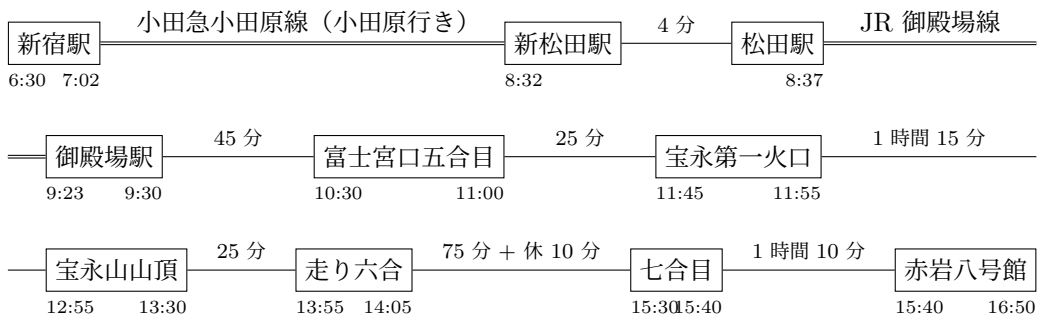 小田急小田原線（小田原行き） 4 分 JR 御殿場線
新宿駅 新松田駅 松田駅
6:30 7:02 8:32 8:37
45 分 25 分 1 時間 15 分
御殿場駅 富士宮口五合目 宝永第一火口
9:23 9:30 10:30 11:00 11:45 11:55
25 分 75 分 + 休 10 分 1 時間 10 分
宝永山山頂 走り六合 七合目 赤岩八号館
12:55 13:30 13:55 14:05 15:30 15:40 15:40 16:50